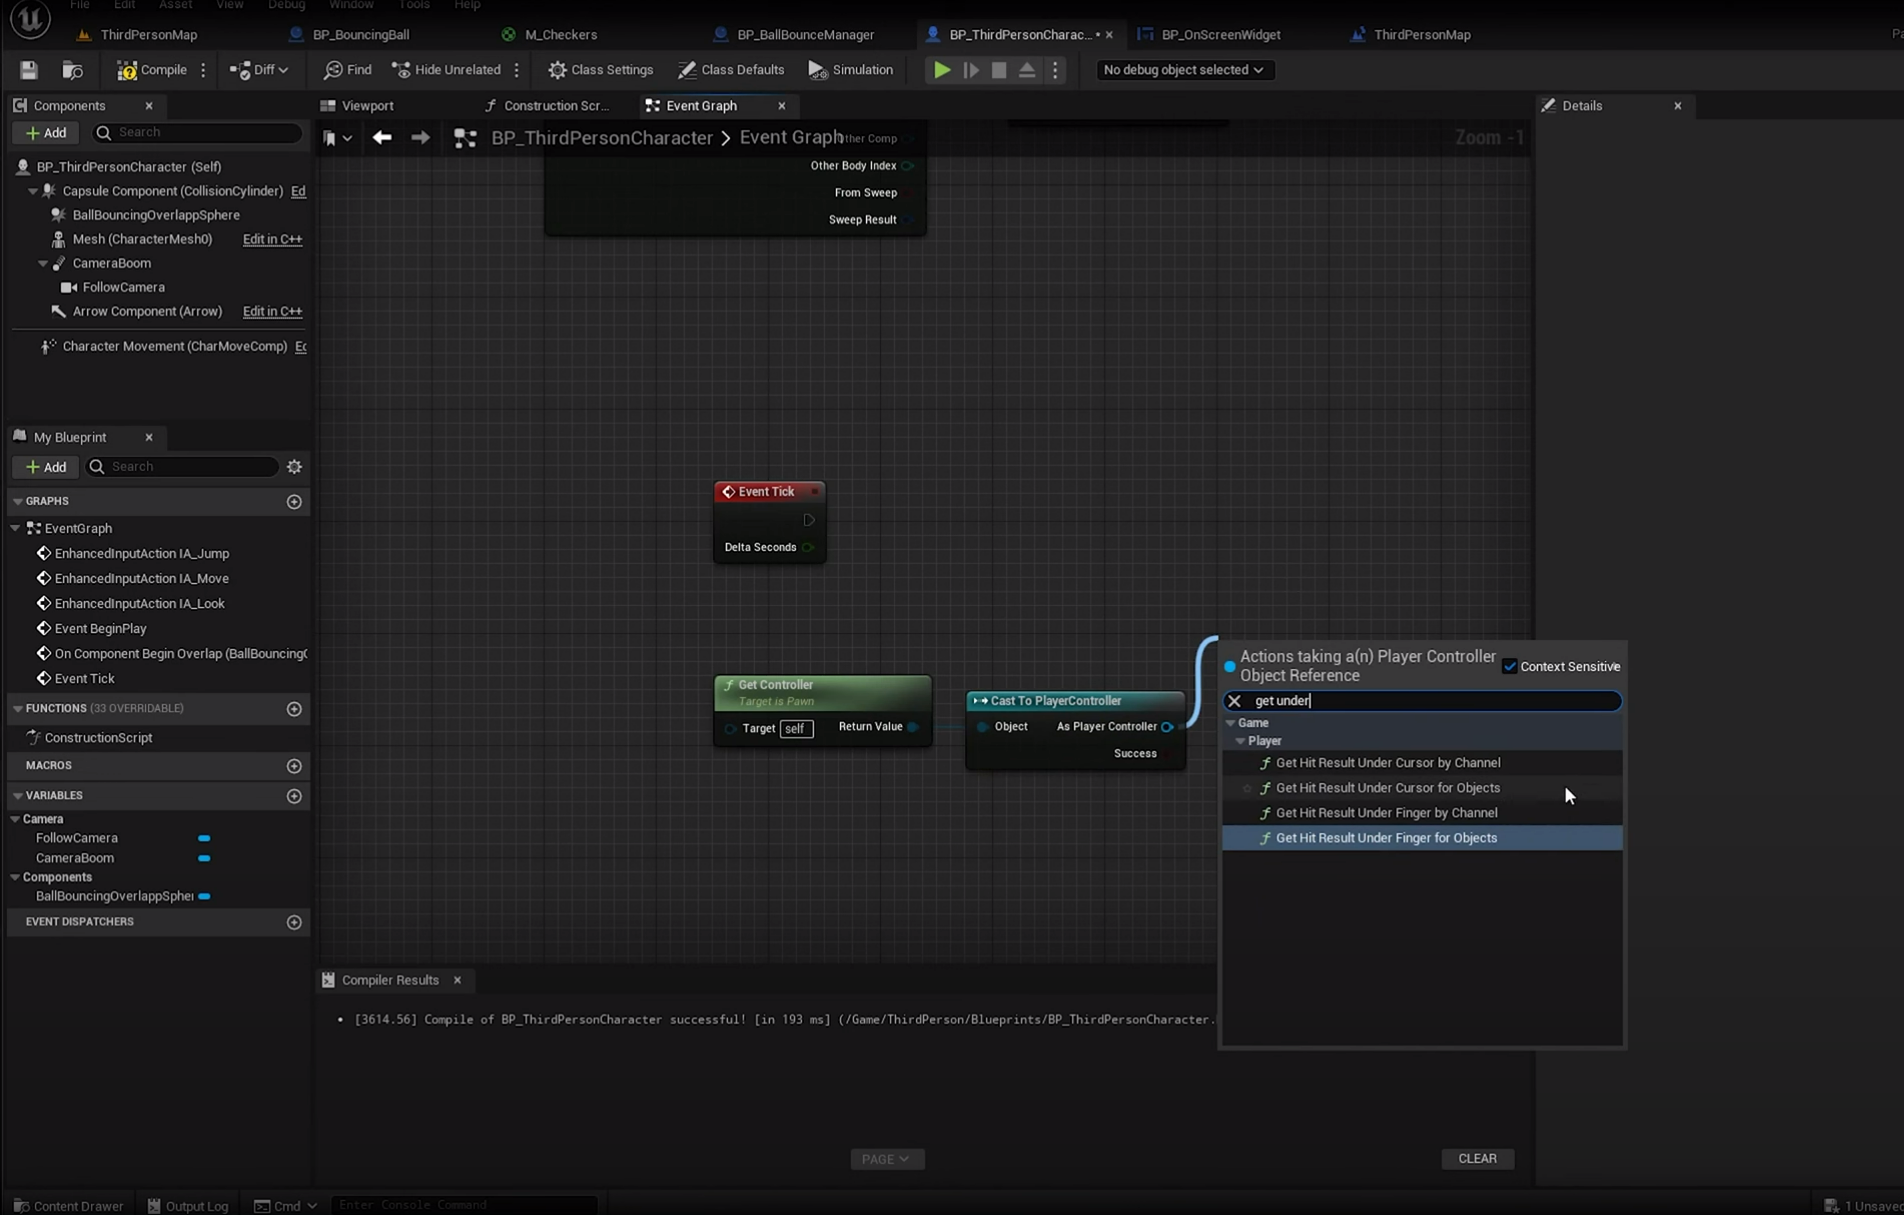 File Edit Asset View Debug Window Tools Help
ThirdPersonMap BP_BouncingBall M_Checkers BP_BallBounceManager BP_ThirdPersonCharac... • × BP_OnScreenWidget ThirdPersonMap
Compile Diff Find Hide Unrelated Class Settings Class Defaults Simulation No debug object selected
Components × Viewport Construction Scr... Event Graph × Details ×
+ Add Search BP_ThirdPersonCharacter > Event Graph Zoom -1
Other Comp
Other Body Index
From Sweep
Sweep Result
BP_ThirdPersonCharacter (Self)
Capsule Component (CollisionCylinder) Ed
BallBouncingOverlappSphere
Mesh (CharacterMesh0) Edit in C++
CameraBoom
FollowCamera
Arrow Component (Arrow) Edit in C++
Character Movement (CharMoveComp) Ec
My Blueprint ×
+ Add Search
GRAPHS
EventGraph
EnhancedInputAction IA_Jump
EnhancedInputAction IA_Move
EnhancedInputAction IA_Look
Event BeginPlay
On Component Begin Overlap (BallBouncing(
Event Tick
FUNCTIONS (33 OVERRIDABLE)
ConstructionScript
MACROS
VARIABLES
Camera
FollowCamera
CameraBoom
Components
BallBouncingOverlappSpher
EVENT DISPATCHERS
Event Tick
Delta Seconds
Get Controller
Target is Pawn
Target self Return Value
Cast To PlayerController
Object As Player Controller
Success
Actions taking a(n) Player Controller
Object Reference
Context Sensitive
get under
Game
Player
Get Hit Result Under Cursor by Channel
Get Hit Result Under Cursor for Objects
Get Hit Result Under Finger by Channel
Get Hit Result Under Finger for Objects
Compiler Results ×
• [3614.56] Compile of BP_ThirdPersonCharacter successful! [in 193 ms] (/Game/ThirdPerson/Blueprints/BP_ThirdPersonCharacter.
PAGE CLEAR
Content Drawer Output Log Cmd Enter Console Command 1 Unsave